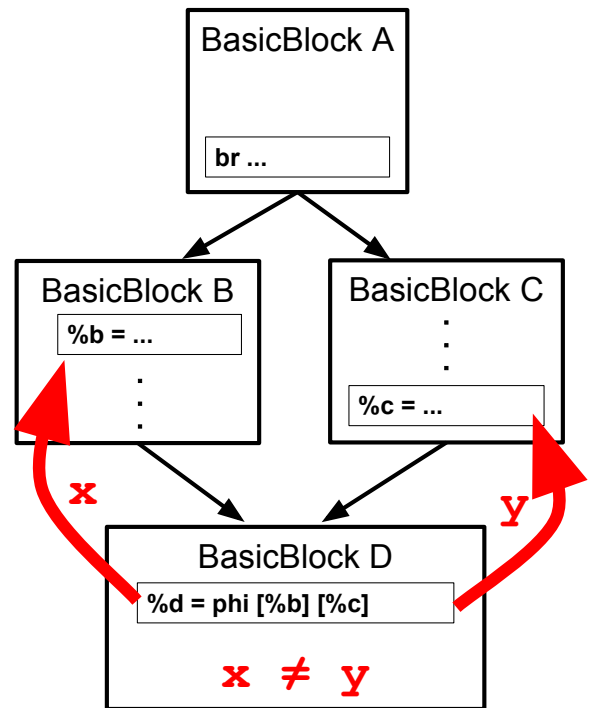 BasicBlock A
br ...
BasicBlock B
%b = ...
.
.
.
BasicBlock C
.
.
.
%c = ...
x
y
BasicBlock D
%d = phi [%b] [%c]
x ≠ y